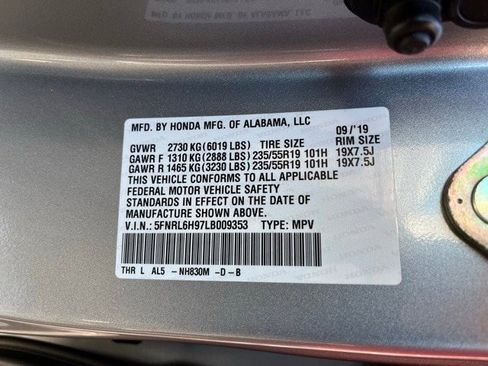 MFD. BY HONDA MFG. OF ALABAMA, LLC
09/'19
GVWR 2730 KG(6019 LBS) TIRE SIZE RIM SIZE
GAWR F 1310 KG(2888 LBS) 235/55R19 101H 19X7.5J
GAWR R 1465 KG(3230 LBS) 235/55R19 101H 19X7.5J
THIS VEHICLE CONFORMS TO ALL APPLICABLE
FEDERAL MOTOR VEHICLE SAFETY
STANDARDS IN EFFECT ON THE DATE OF
MANUFACTURE SHOWN ABOVE.
V.I.N.: 5FNRL6H97LB009353 TYPE: MPV
THR L AL5 -NH830M -D-B